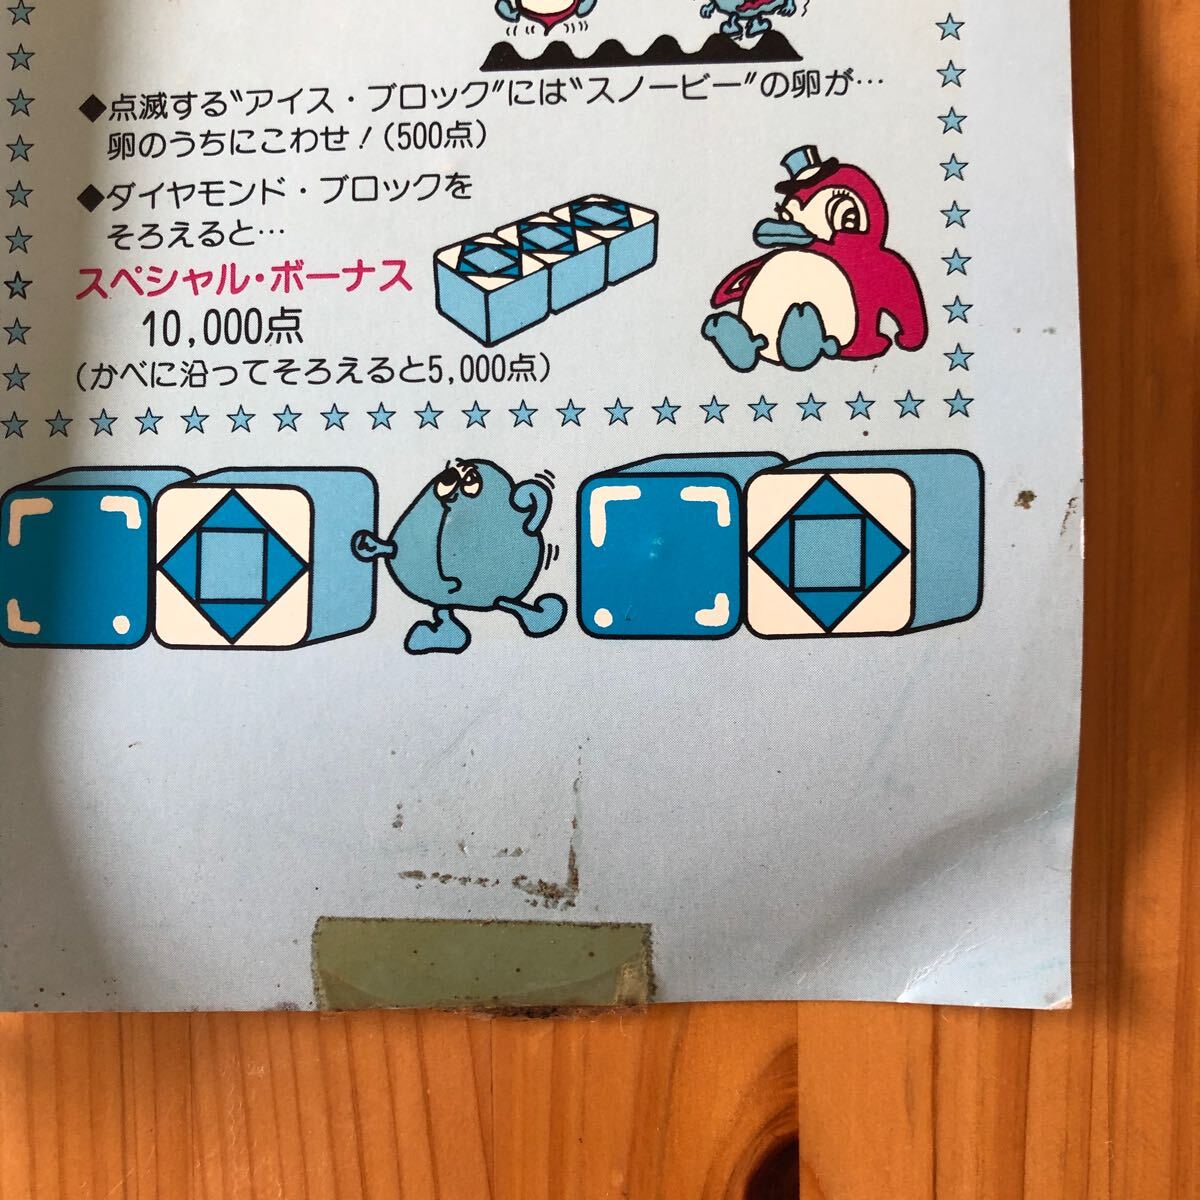 ◆点滅する"アイス・ブロック"には"スノービー"の卵が…
卵のうちにこわせ!(500点)
◆ダイヤモンド・ブロックを
そろえると…
スペシャル・ボーナス
10,000点
(かべに沿ってそろえると5,000点)